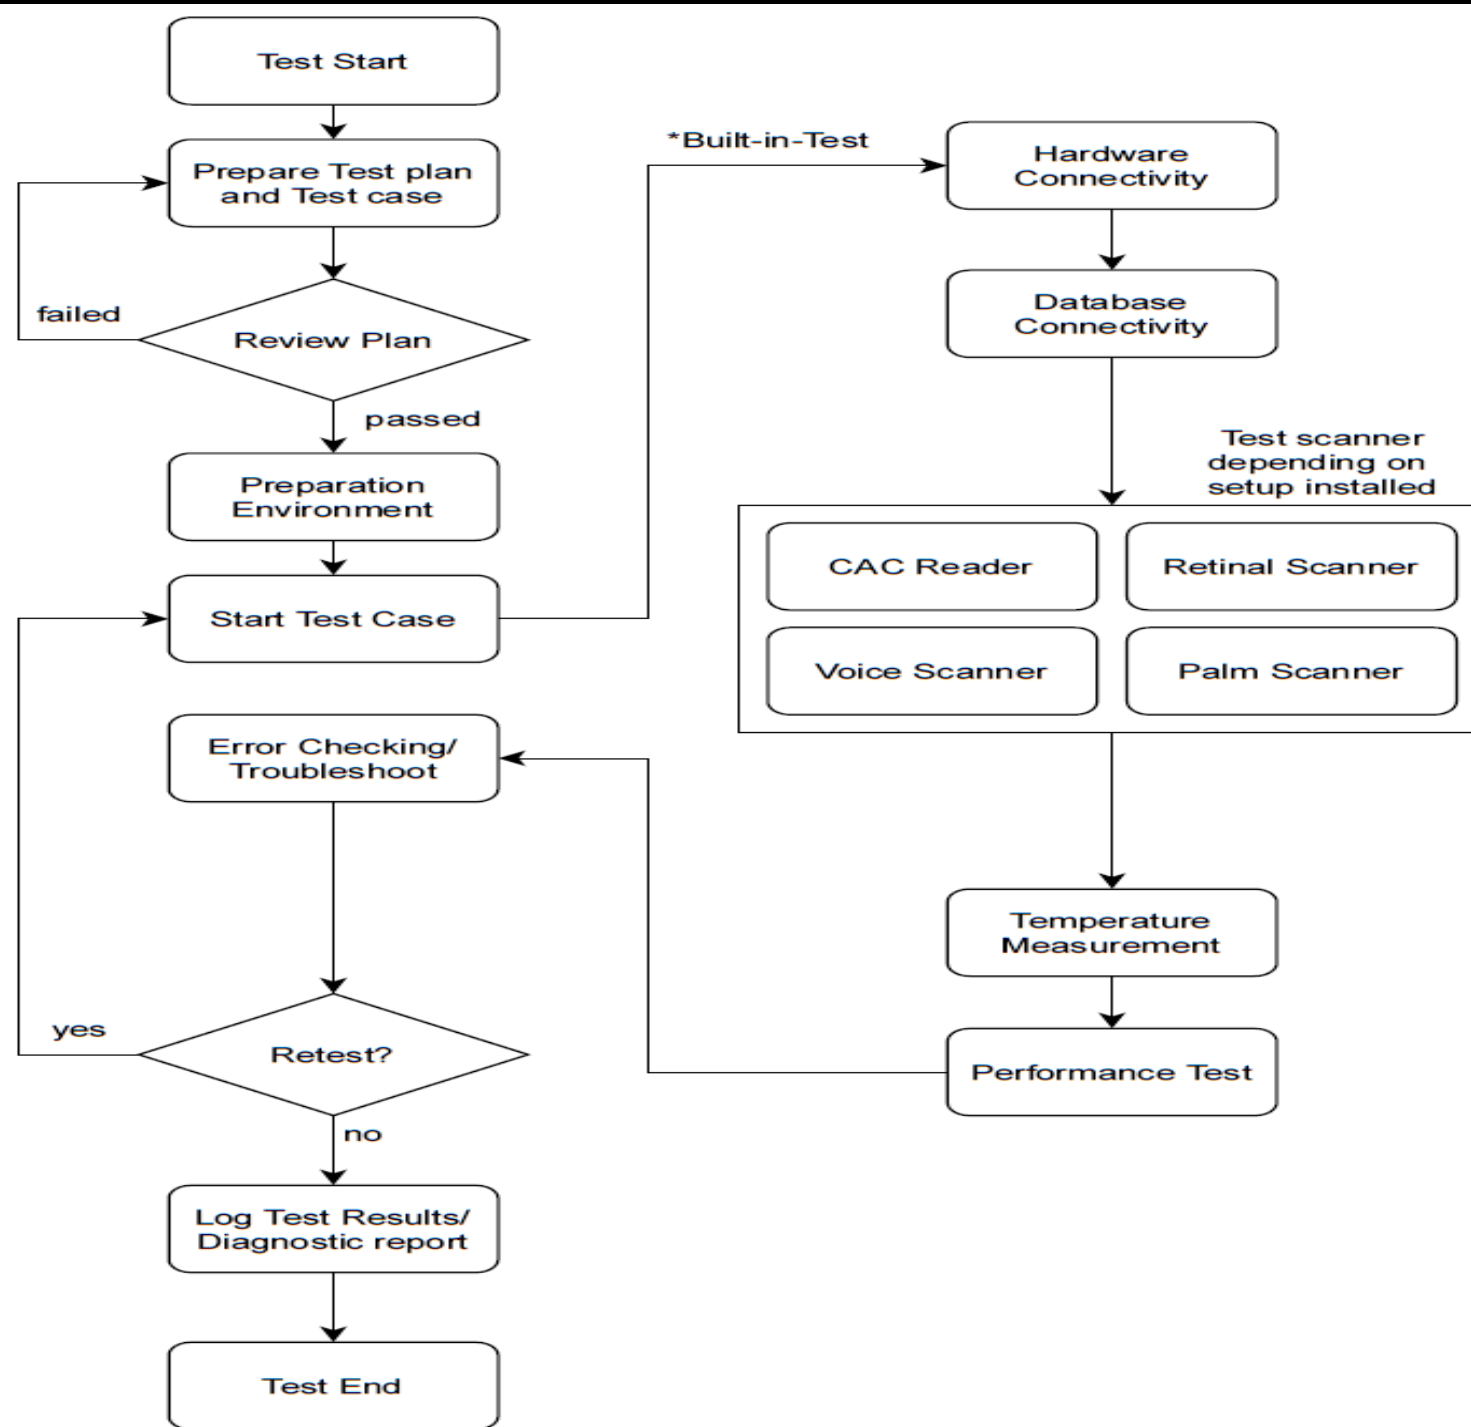 Test Start
Prepare Test plan
and Test case
failed
Review Plan
passed
Preparation
Environment
Start Test Case
*Built-in-Test
Hardware
Connectivity
Database
Connectivity
Test scanner
depending on
setup installed
CAC Reader
Retinal Scanner
Voice Scanner
Palm Scanner
Temperature
Measurement
Performance Test
Error Checking/
Troubleshoot
yes
Retest?
no
Log Test Results/
Diagnostic report
Test End